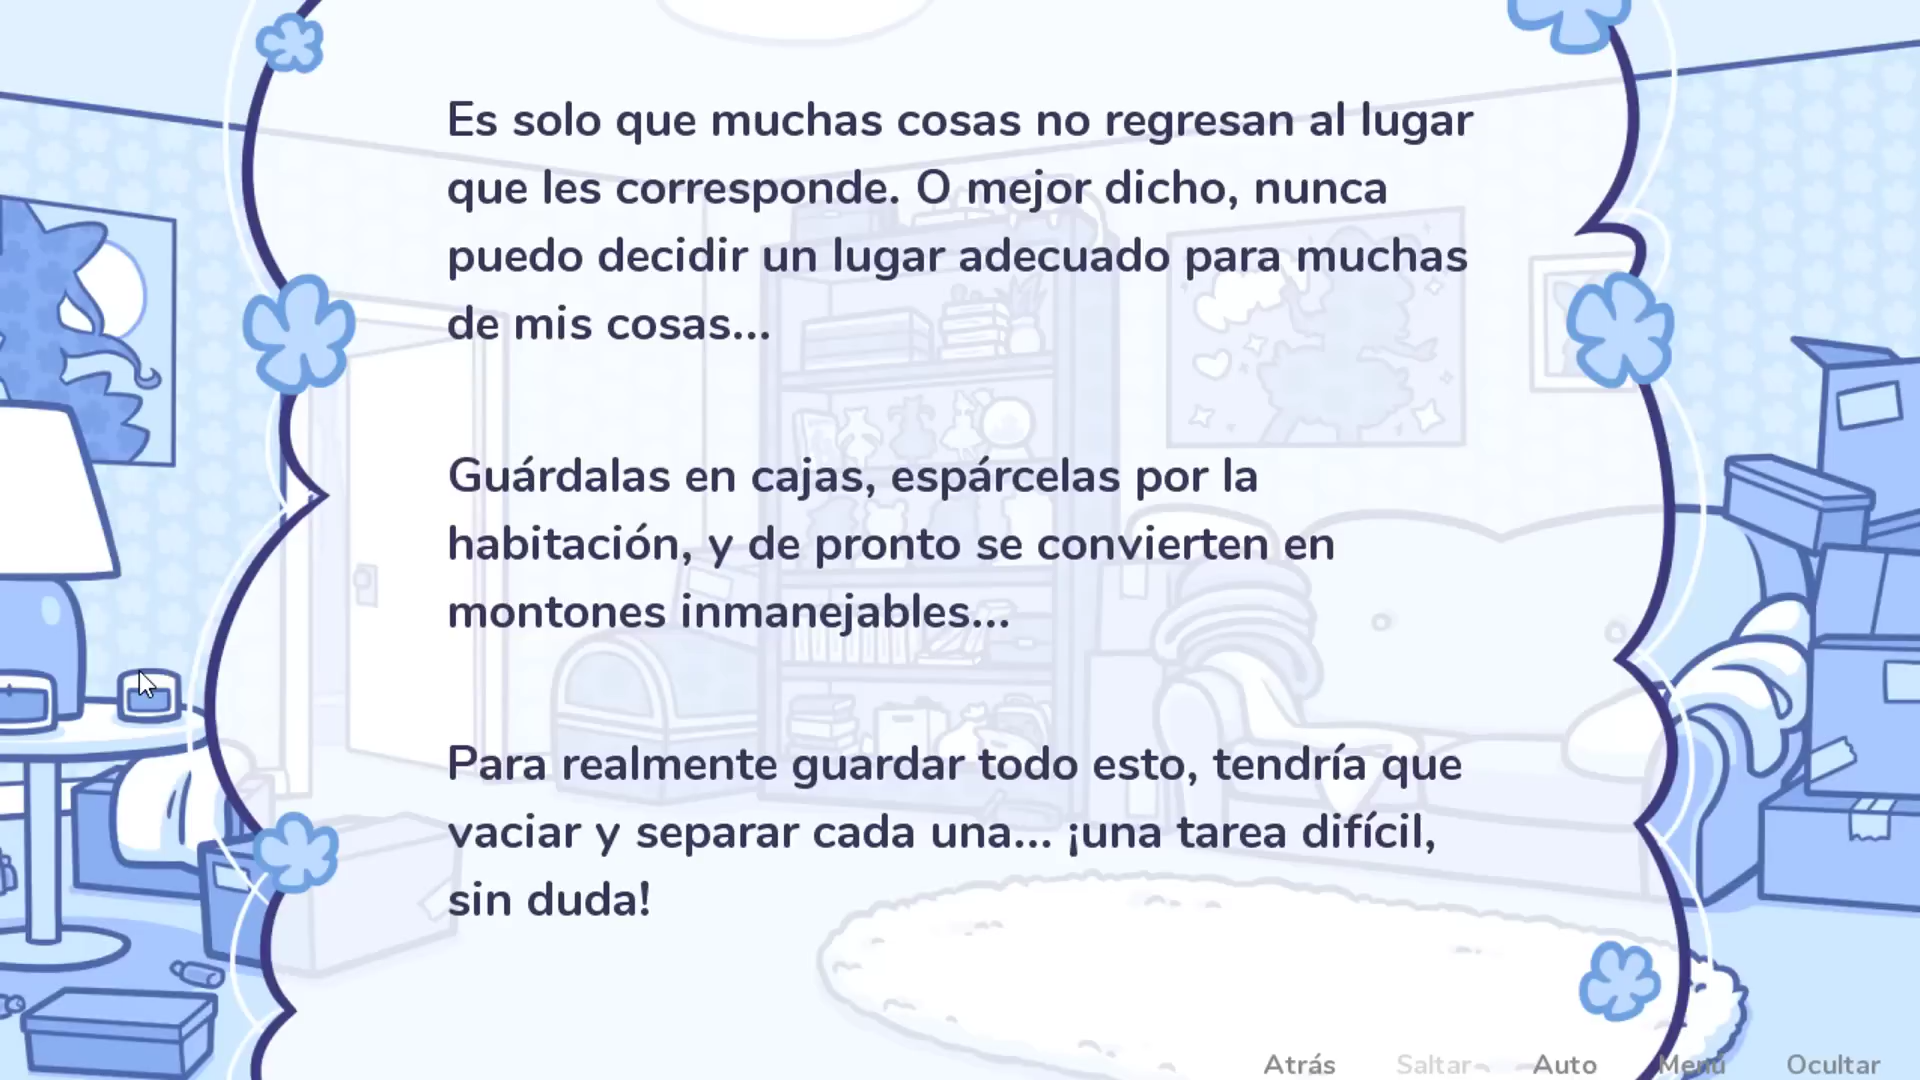 Es solo que muchas cosas no regresan al lugar
que les corresponde. O mejor dicho, nunca
puedo decidir un lugar adecuado para muchas
de mis cosas...
Guárdalas en cajas, espárcelas por la
habitación, y de pronto se convierten en
montones inmanejables...
Para realmente guardar todo esto, tendría que
vaciar y separar cada una... ¡una tarea difícil,
sin duda!
Atrás Saltar Auto Menú Ocultar